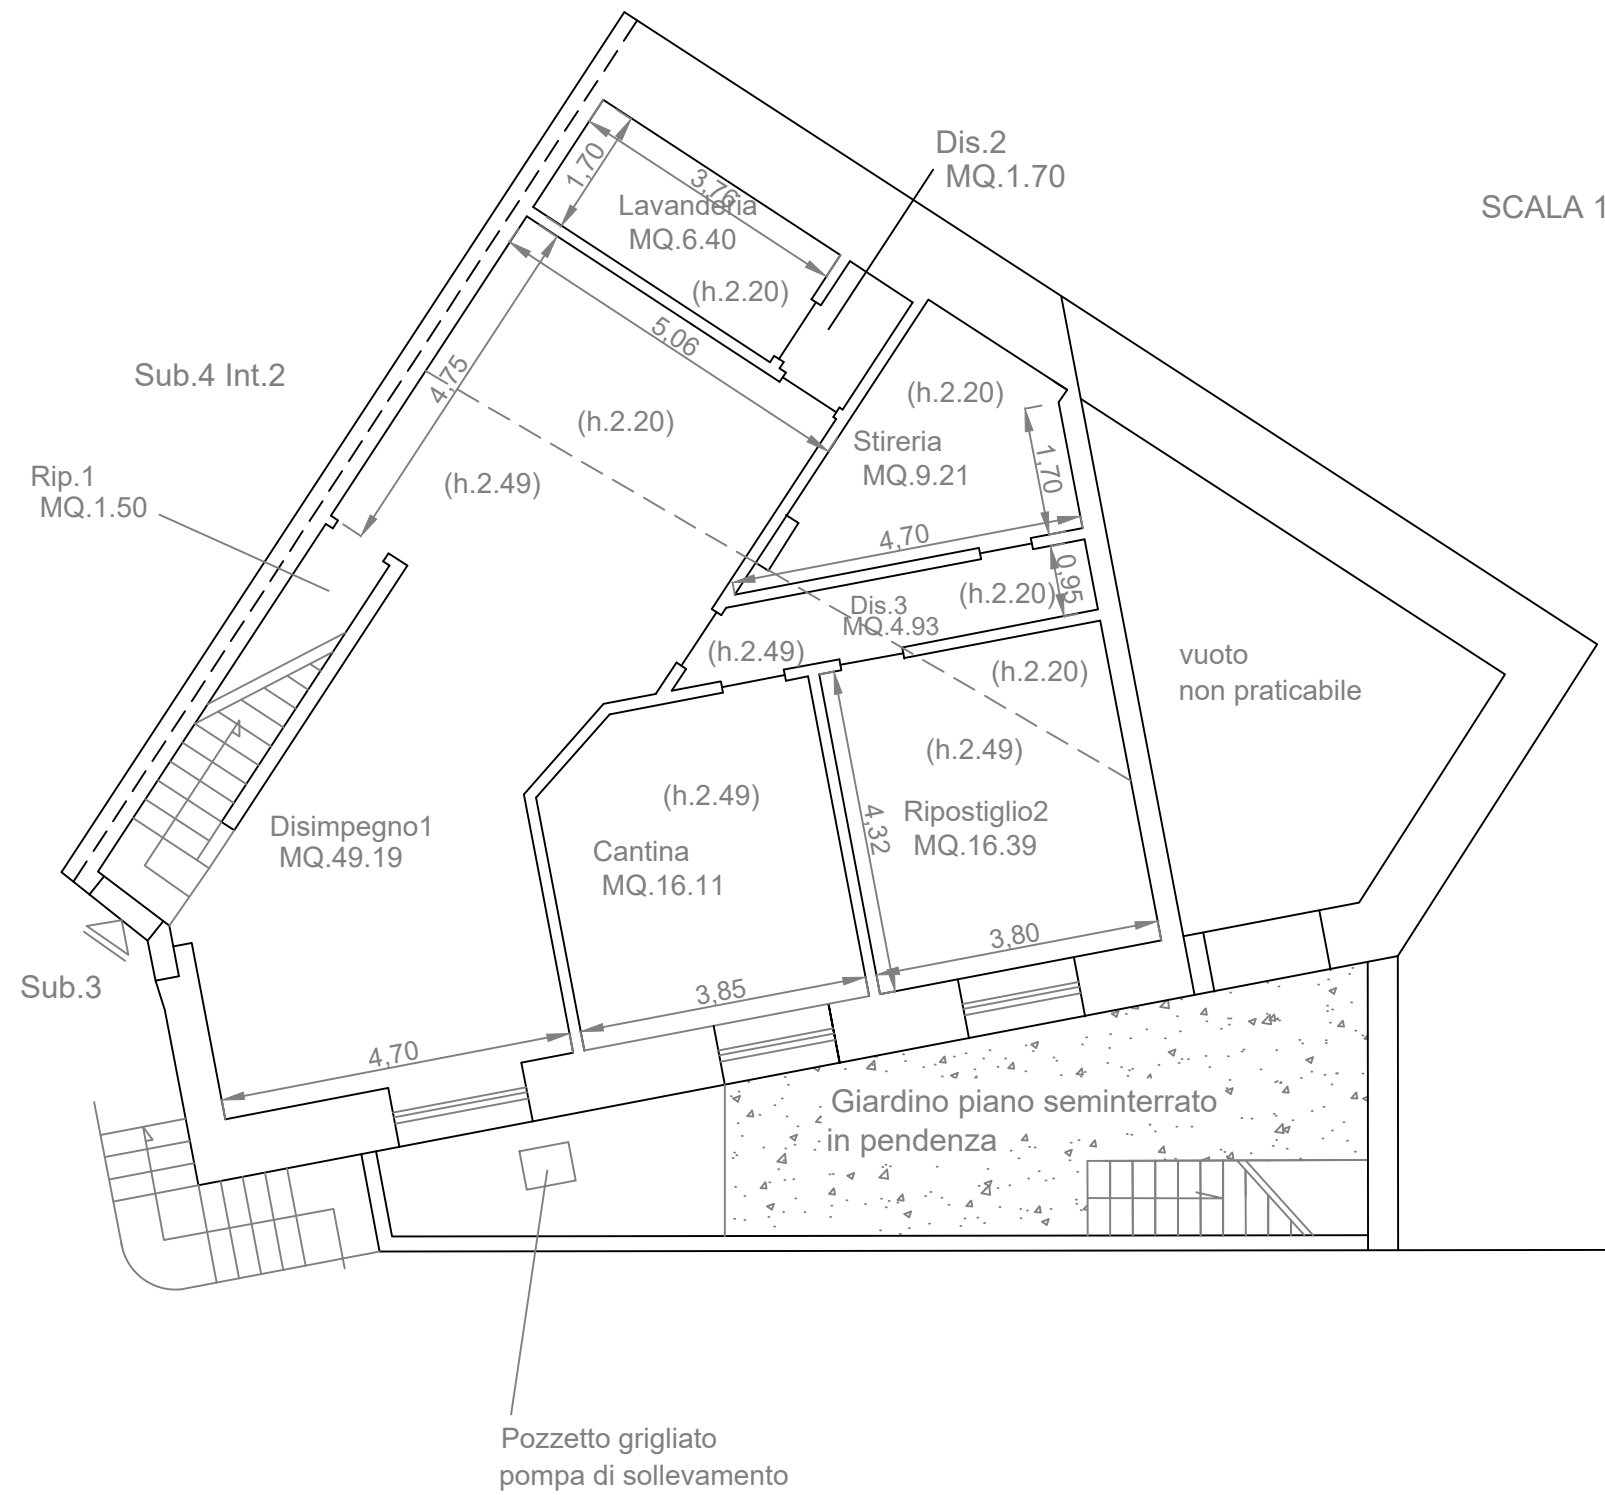 Dis.2
MQ.1.70
SCALA 1
1,70
3,76
Lavanderia
MQ.6.40
(h.2.20)
5,06
4,75
Sub.4 Int.2
(h.2.20)
(h.2.20)
Stireria
MQ.9.21
1,70
Rip.1
MQ.1.50
(h.2.49)
4,70
0,95
(h.2.20)
Dis.3
MQ.4.93
(h.2.49)
(h.2.20)
vuoto
non praticabile
(h.2.49)
(h.2.49)
Disimpegno1
MQ.49.19
Cantina
MQ.16.11
4,32
Ripostiglio2
MQ.16.39
3,80
3,85
Sub.3
4,70
Giardino piano seminterrato
in pendenza
Pozzetto grigliato
pompa di sollevamento